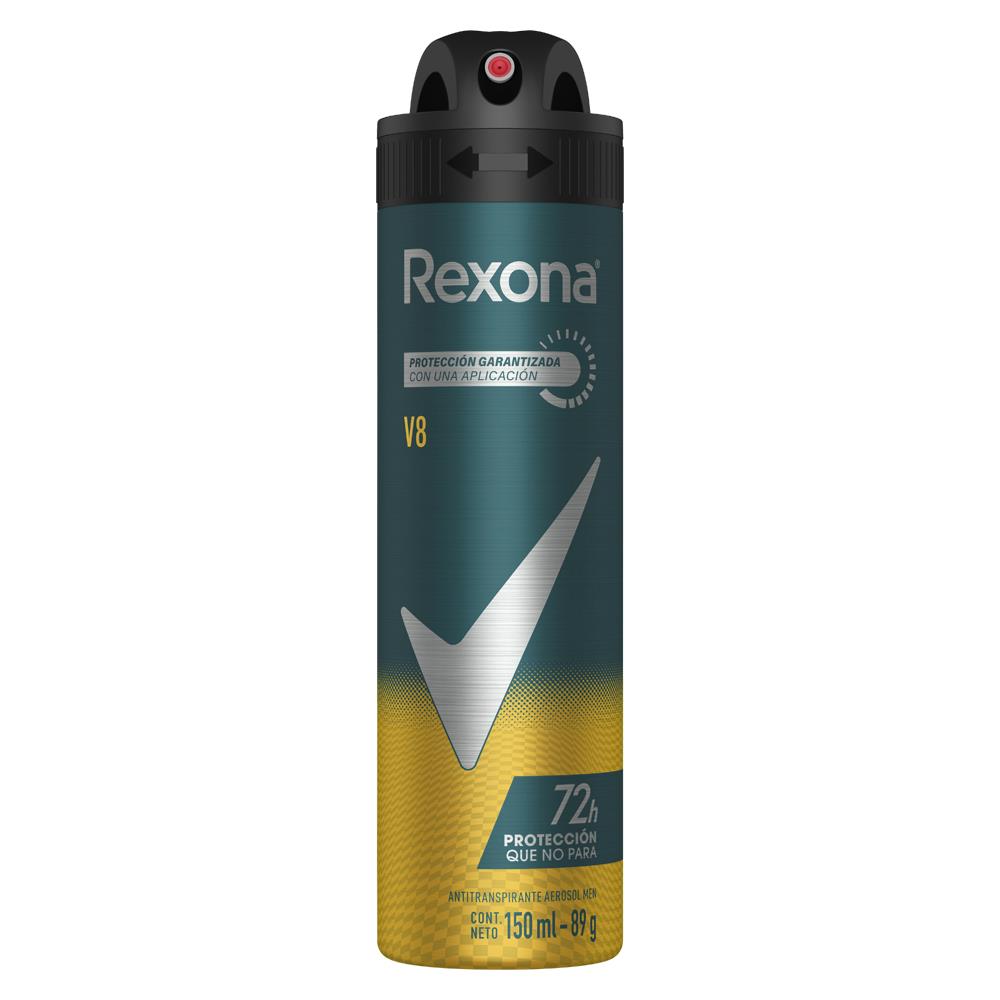 Rexona®
PROTECCIÓN GARANTIZADA
CON UNA APLICACIÓN
V8
72h
PROTECCIÓN
QUE NO PARA
ANTITRANSPIRANTE AEROSOL MEN
CONT. NETO 150 ml - 89 g